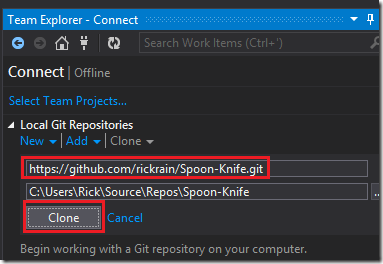 Team Explorer - Connect
Search Work Items (Ctrl+')
Connect | Offline
Select Team Projects...
Local Git Repositories
New Add Clone
https://github.com/rickrain/Spoon-Knife.git
C:\Users\Rick\Source\Repos\Spoon-Knife ...
Clone Cancel
Begin working with a Git repository on your computer.